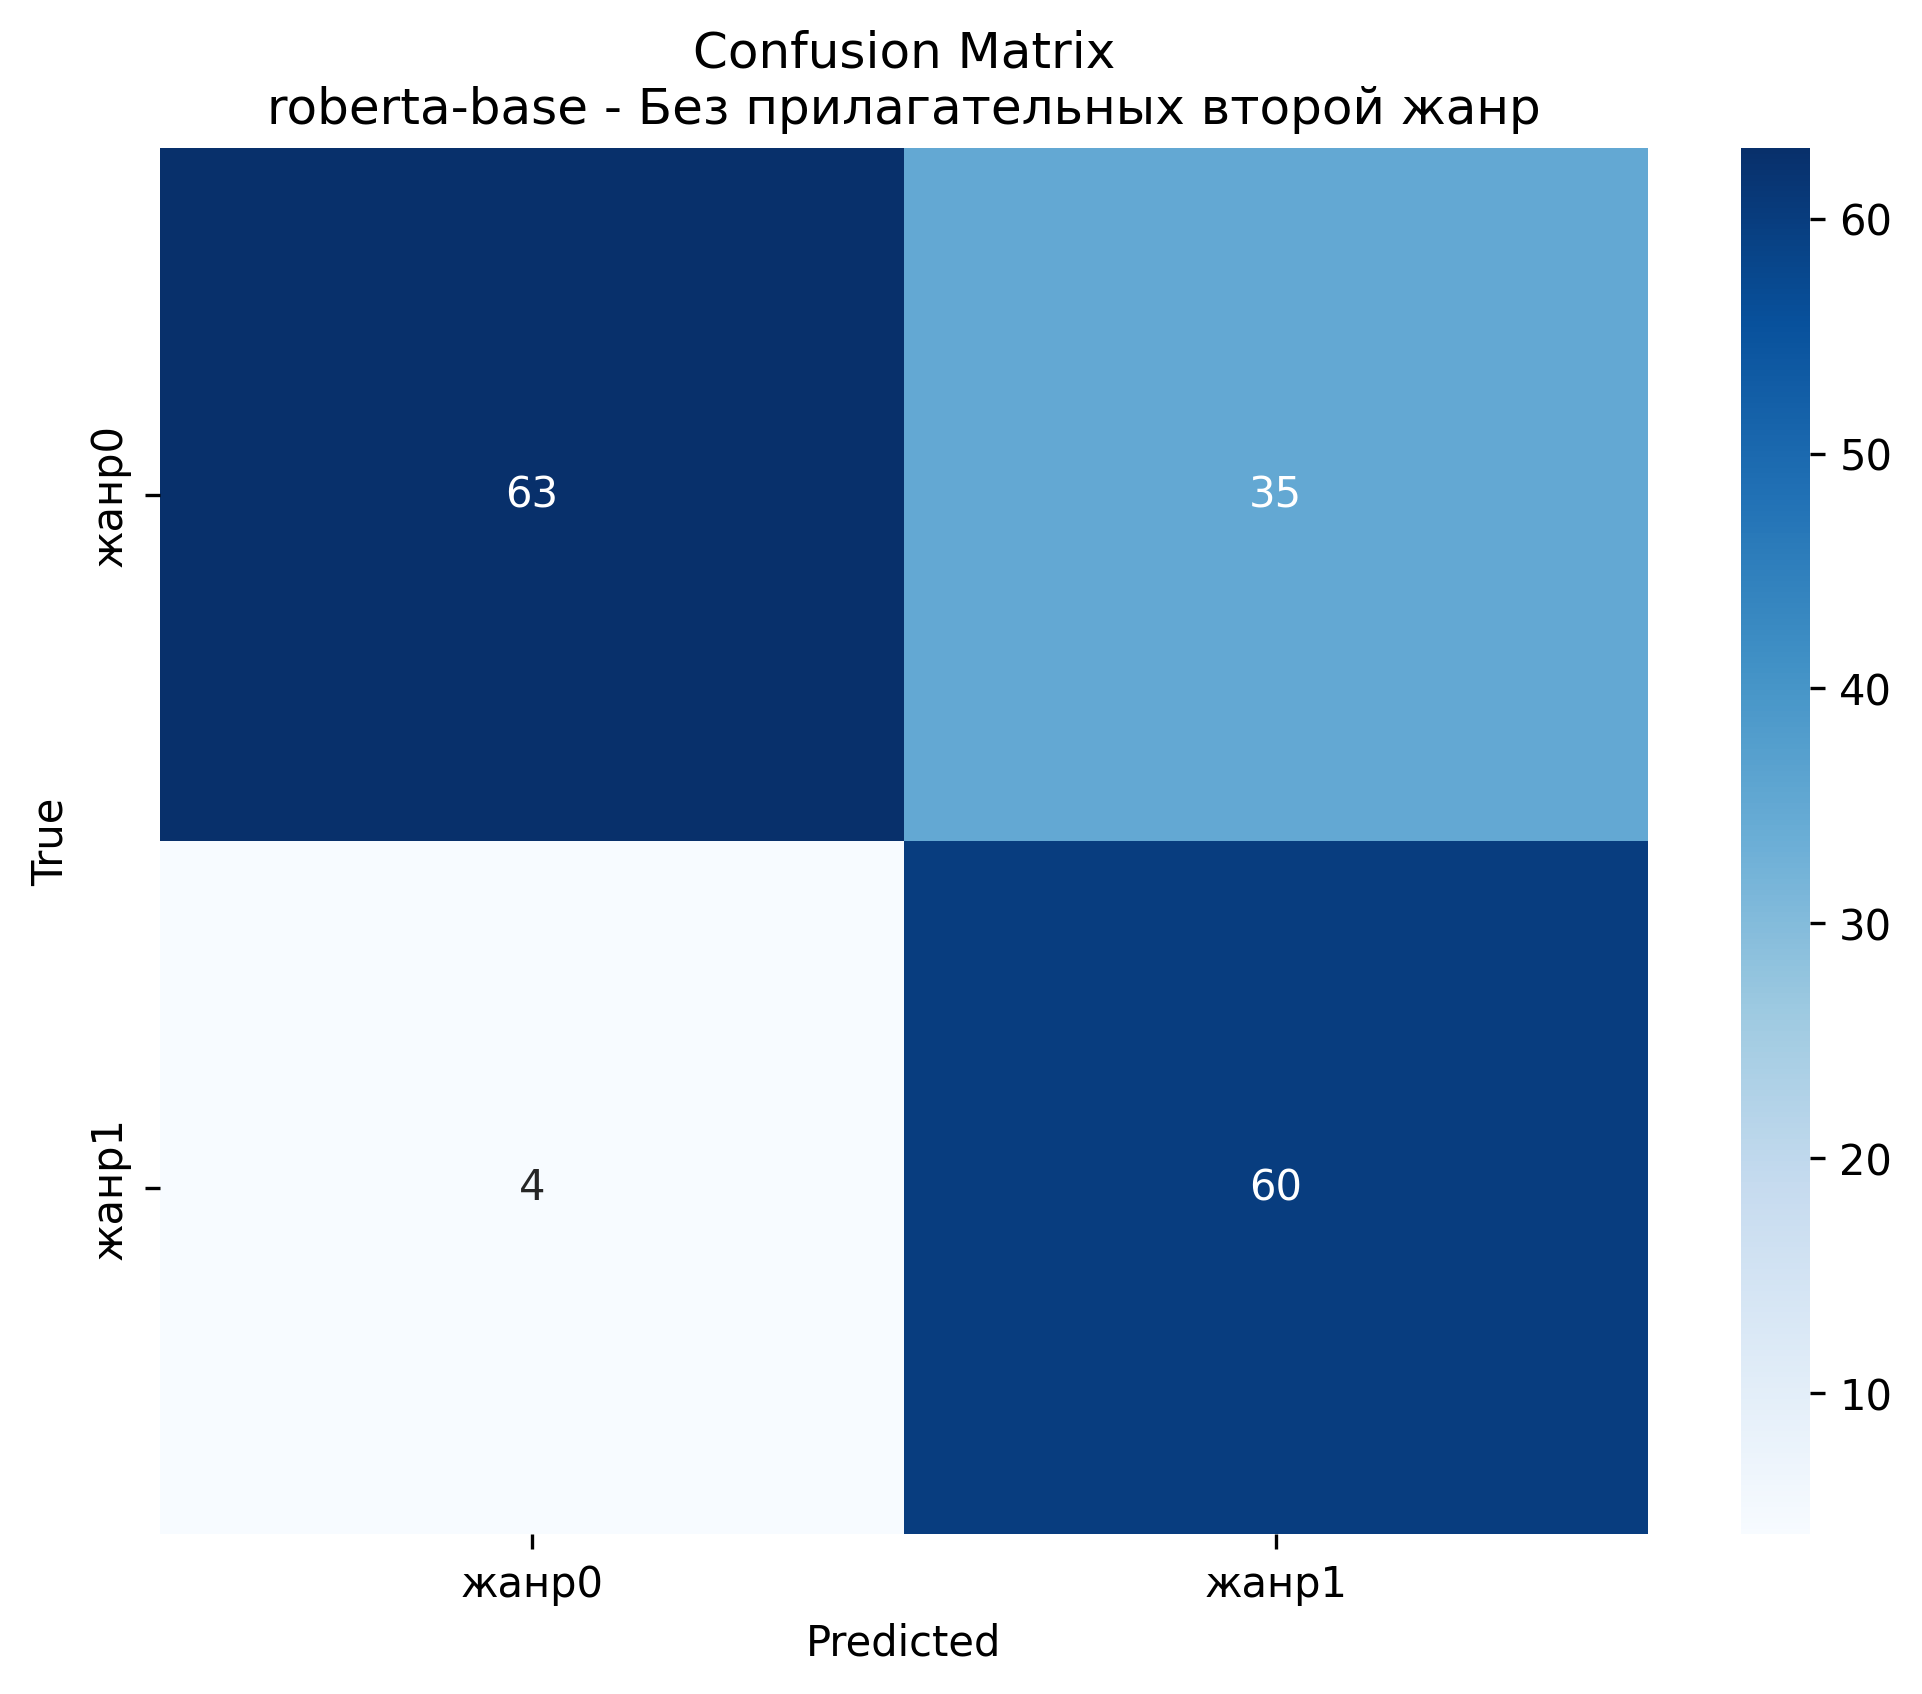 Confusion Matrix
roberta-base - Без прилагательных второй жанр
True
жанр0
63
35
жанр1
4
60
жанр0
жанр1
Predicted
60
50
40
30
20
10